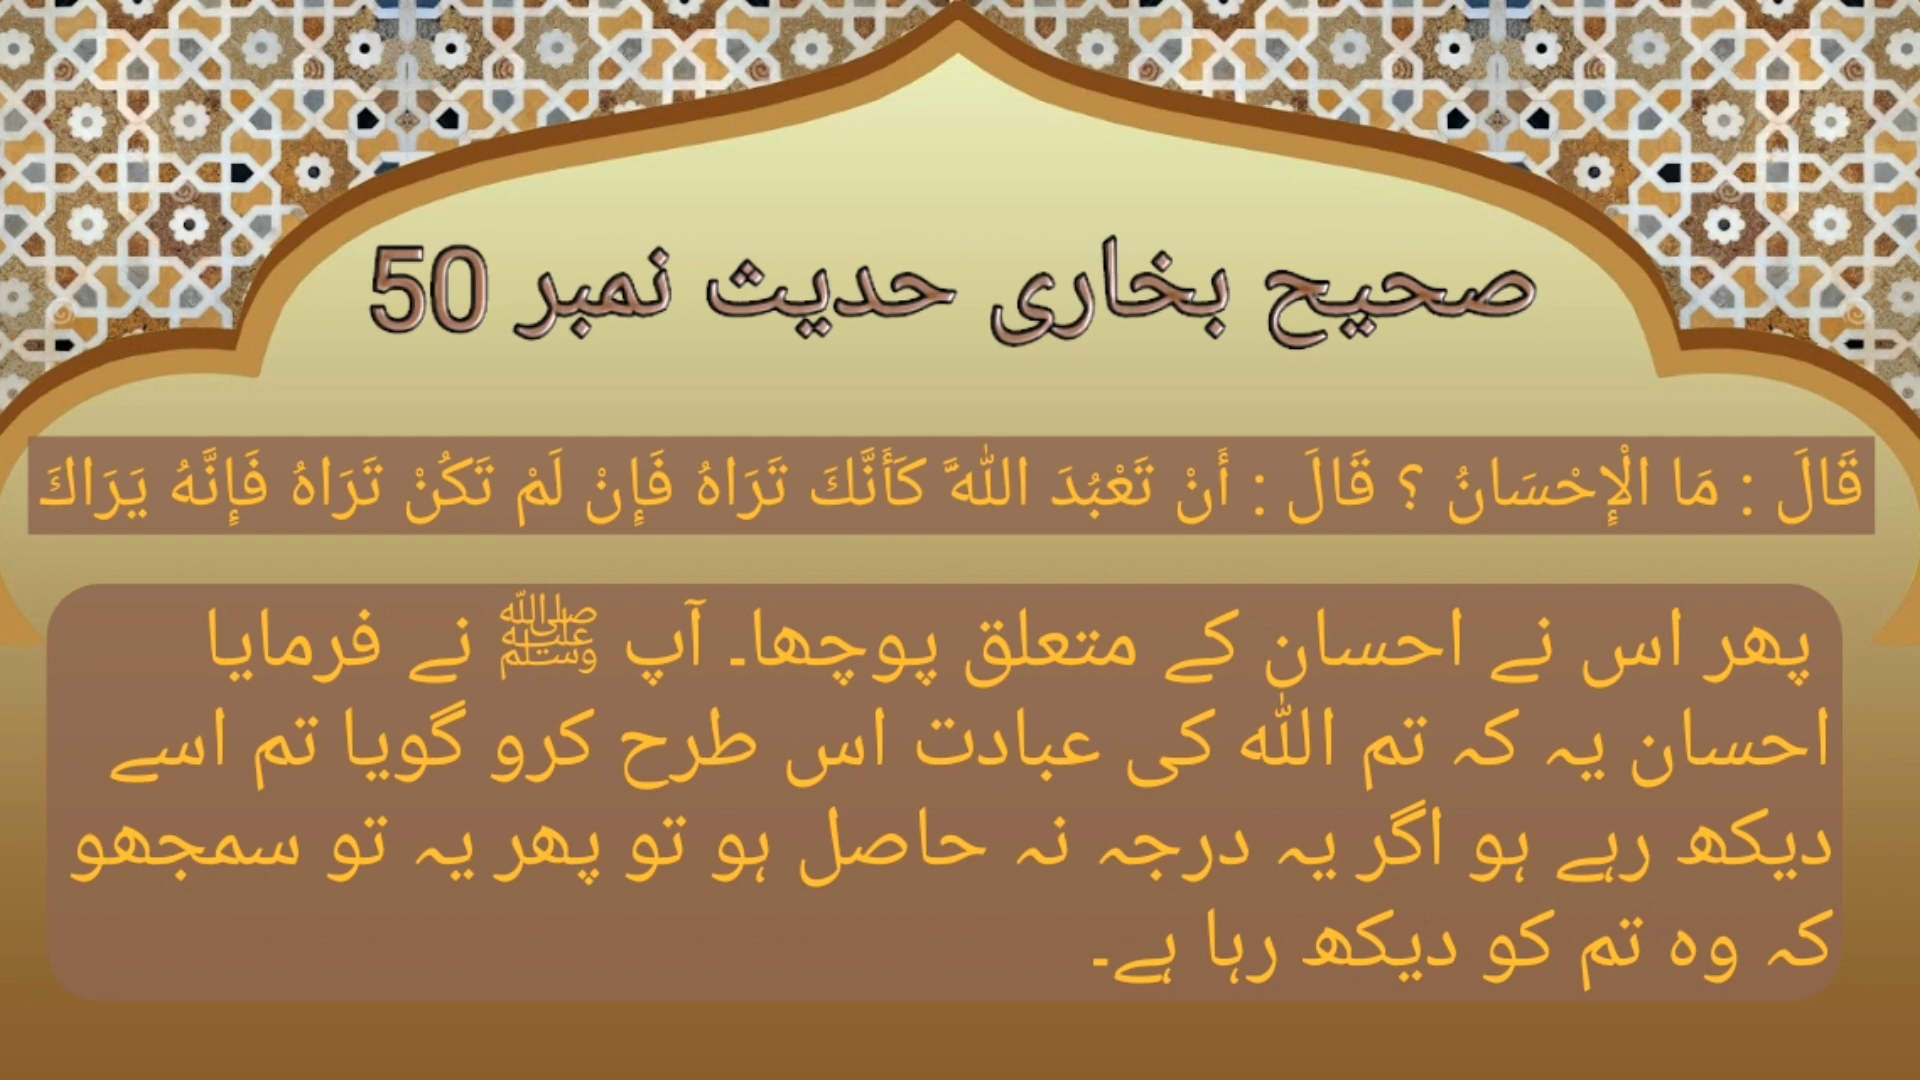 صحیح بخاری حدیث نمبر 50
قَالَ : مَا الْإِحْسَانُ ؟ قَالَ : أَنْ تَعْبُدَ اللَّهَ كَأَنَّكَ تَرَاهُ فَإِنْ لَمْ تَكُنْ تَرَاهُ فَإِنَّهُ يَرَاكَ
پھر اس نے احسان کے متعلق پوچھا۔ آپ ﷺ نے فرمایا
احسان یہ کہ تم اللہ کی عبادت اس طرح کرو گویا تم اسے
دیکھ رہے ہو اگر یہ درجہ نہ حاصل ہو تو پھر یہ تو سمجھو
کہ وہ تم کو دیکھ رہا ہے۔